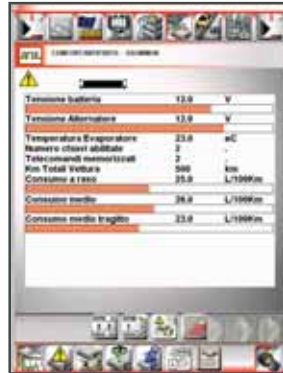 Tensione batteria 12.0 V
Tensione Alternatore 12.0 V
Temperatura Evaporatore 23.0 °C
Numero chiavi abilitate 2 .
Telecomandi memorizzati 2 .
Km Totali Vettura 500 km
Consumo a 25.0 L/100Km
Consumo medio 26.0 L/100Km
Consumo medio tragitto 23.0 L/100Km